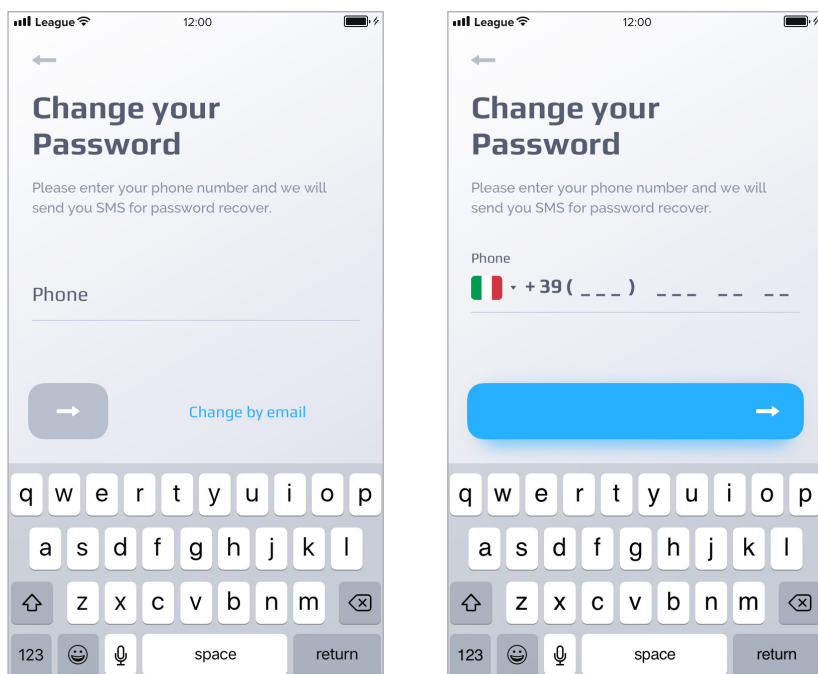 League 12:00
Change your
Password
Please enter your phone number and we will
send you SMS for password recover.
Phone
Change by email
q w e r t y u i o p
a s d f g h j k l
z x c v b n m
123 space return
League 12:00
Change your
Password
Please enter your phone number and we will
send you SMS for password recover.
Phone
+ 39 ( _ _ _ ) _ _ _ _ _ _ _
q w e r t y u i o p
a s d f g h j k l
z x c v b n m
123 space return